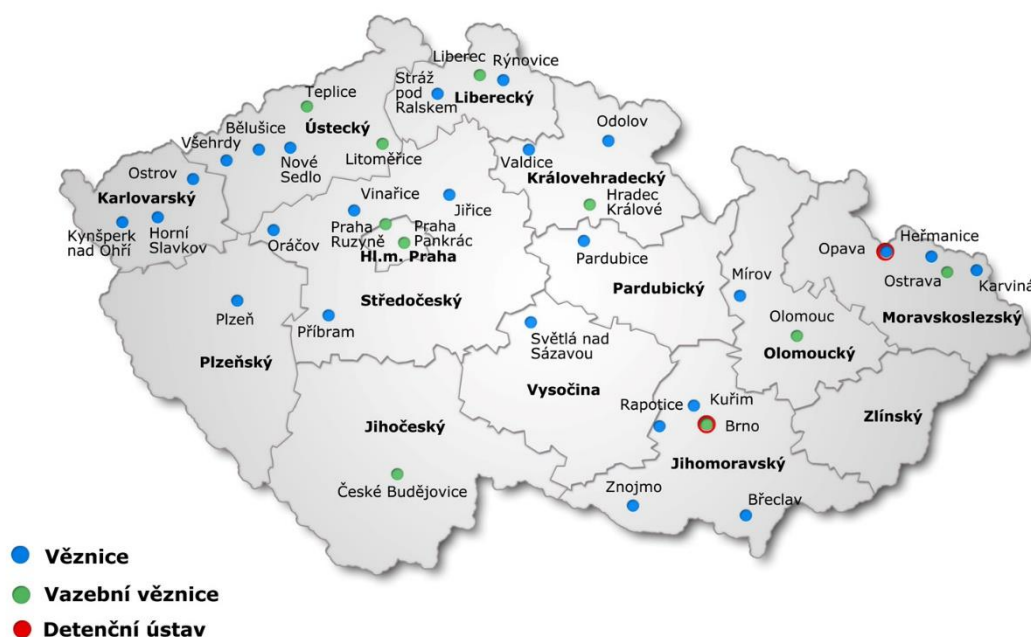 Liberec
Rýnovice
Stráž
pod
Ralskem
Liberecký
Teplice
Ústecký
Bělušice
Všehrdy
Nové
Sedlo
Litoměřice
Odolov
Valdice
Královehradecký
Hradec
Králové
Ostrov
Karlovarský
Kynšperk
nad Ohří
Horní
Slavkov
Vinařice
Jiřice
Oráčov
Praha
Ruzyně
Praha
Pankrác
Hl.m. Praha
Středočeský
Pardubice
Pardubický
Opava
Heřmanice
Ostrava
Karviná
Moravskoslezský
Mírov
Olomouc
Olomoucký
Plzeň
Plzeňský
Příbram
Světlá nad
Sázavou
Vysočina
Zlínský
Rapotice
Kuřim
Brno
Jihomoravský
Jihočeský
České Budějovice
Znojmo
Břeclav
Věznice
Vazební věznice
Detenční ústav